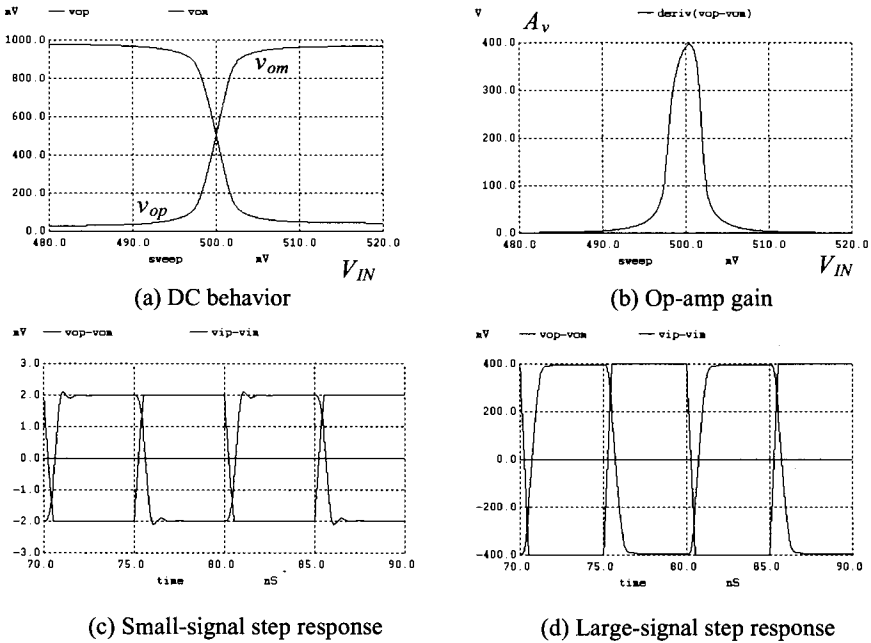 mV — vop — vom
1000.0
800.0
600.0
400.0
200.0
0.0
v_om
v_op
480.0 490.0 500.0 510.0 520.0
sweep mV V_IN
(a) DC behavior
V A_v — deriv(vop-vom)
400.0
300.0
200.0
100.0
0.0
480.0 490.0 500.0 510.0 520.0
sweep mV V_IN
(b) Op-amp gain
mV — vop-vom — vip-vim
3.0
2.0
1.0
0.0
-1.0
-2.0
-3.0
70.0 75.0 80.0 85.0 90.0
time nS
(c) Small-signal step response
mV — vop-vom — vip-vim
400.0
200.0
0.0
-200.0
-400.0
70.0 75.0 80.0 85.0 90.0
time nS
(d) Large-signal step response